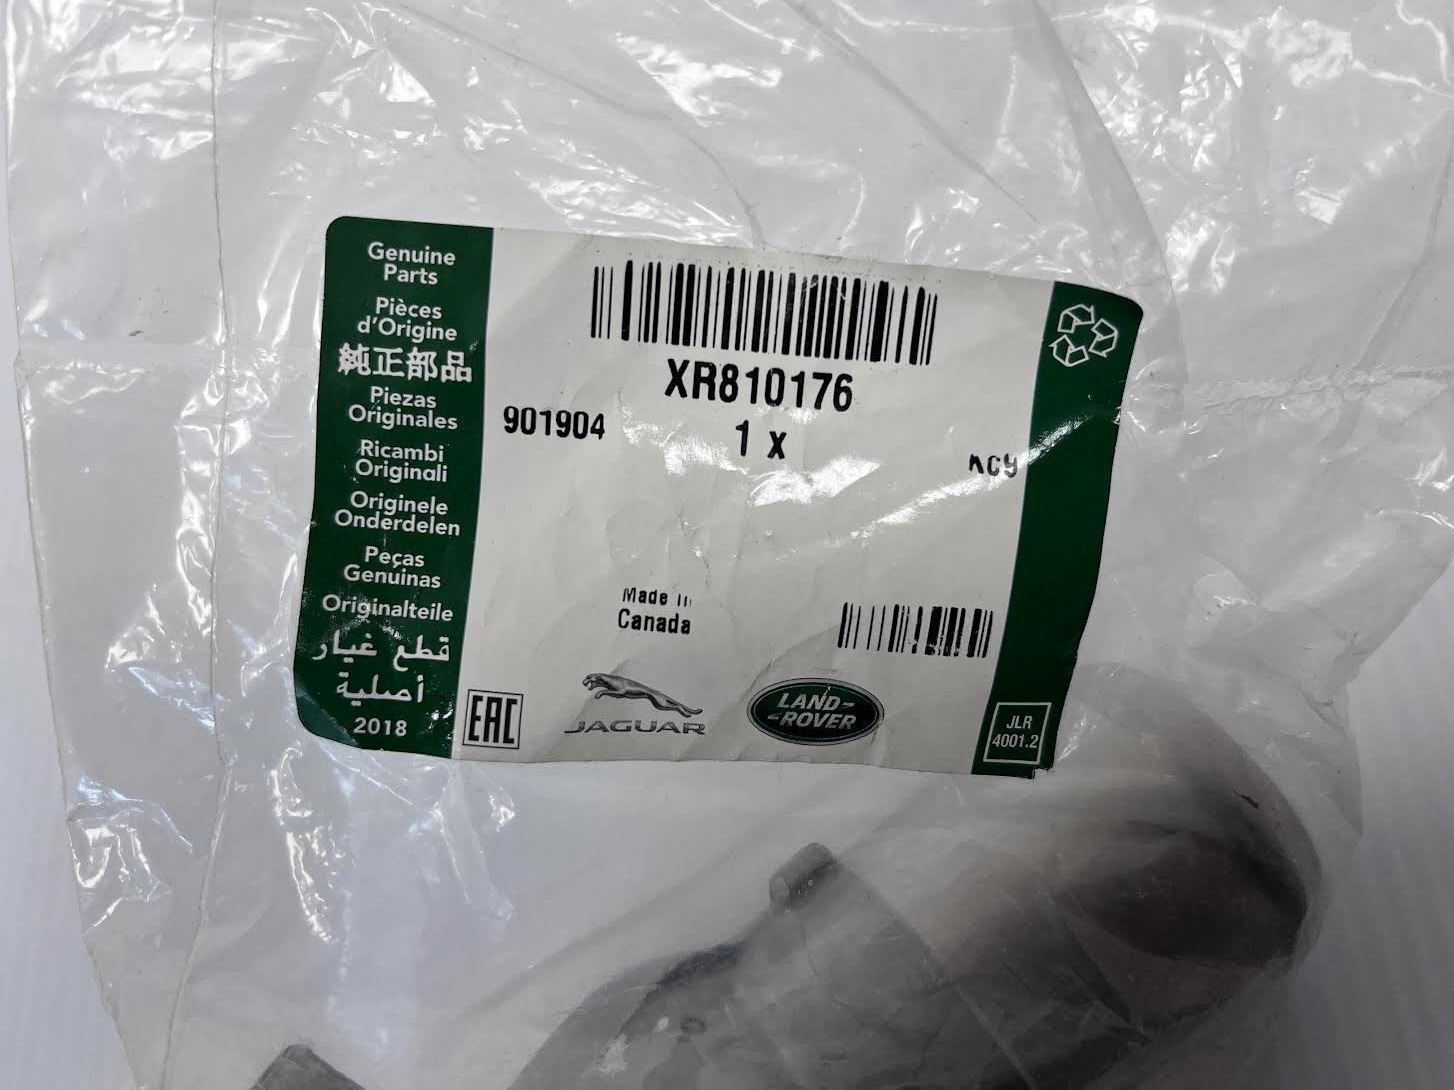 Genuine
Parts
Pièces
d'Origine
純正部品
Piezas
Originales
Ricambi
Originali
Originele
Onderdelen
Peças
Genuinas
Originalteile
قطع غيار
أصلية
2018
XR810176
901904
1 x
Made in
Canada
EAC
JAGUAR
LAND-
-ROVER
JLR
4001.2